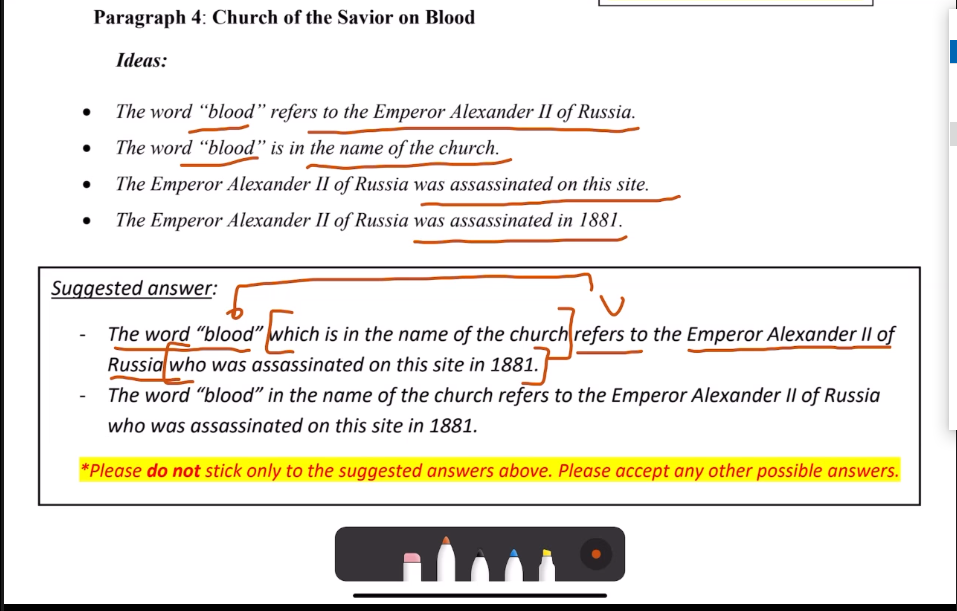 Paragraph 4: Church of the Savior on Blood
Ideas:
• The word “blood” refers to the Emperor Alexander II of Russia.
• The word “blood” is in the name of the church.
• The Emperor Alexander II of Russia was assassinated on this site.
• The Emperor Alexander II of Russia was assassinated in 1881.
Suggested answer:
- The word “blood” which is in the name of the church refers to the Emperor Alexander II of
Russia who was assassinated on this site in 1881.
- The word “blood” in the name of the church refers to the Emperor Alexander II of Russia
who was assassinated on this site in 1881.
*Please do not stick only to the suggested answers above. Please accept any other possible answers.